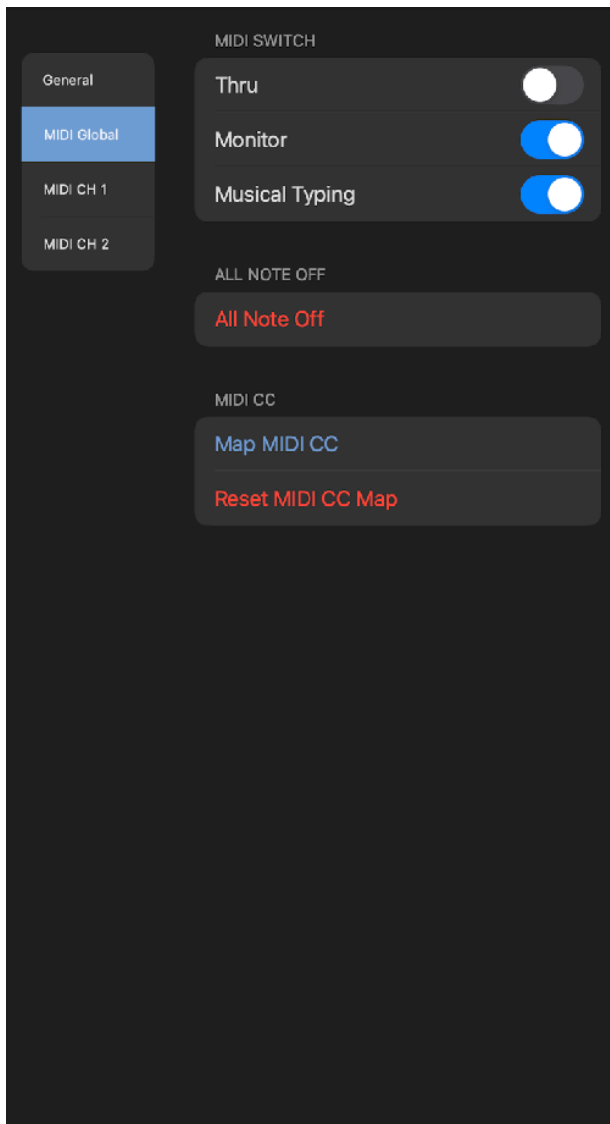 General
MIDI Global
MIDI CH 1
MIDI CH 2
MIDI SWITCH
Thru
Monitor
Musical Typing
ALL NOTE OFF
All Note Off
MIDI CC
Map MIDI CC
Reset MIDI CC Map